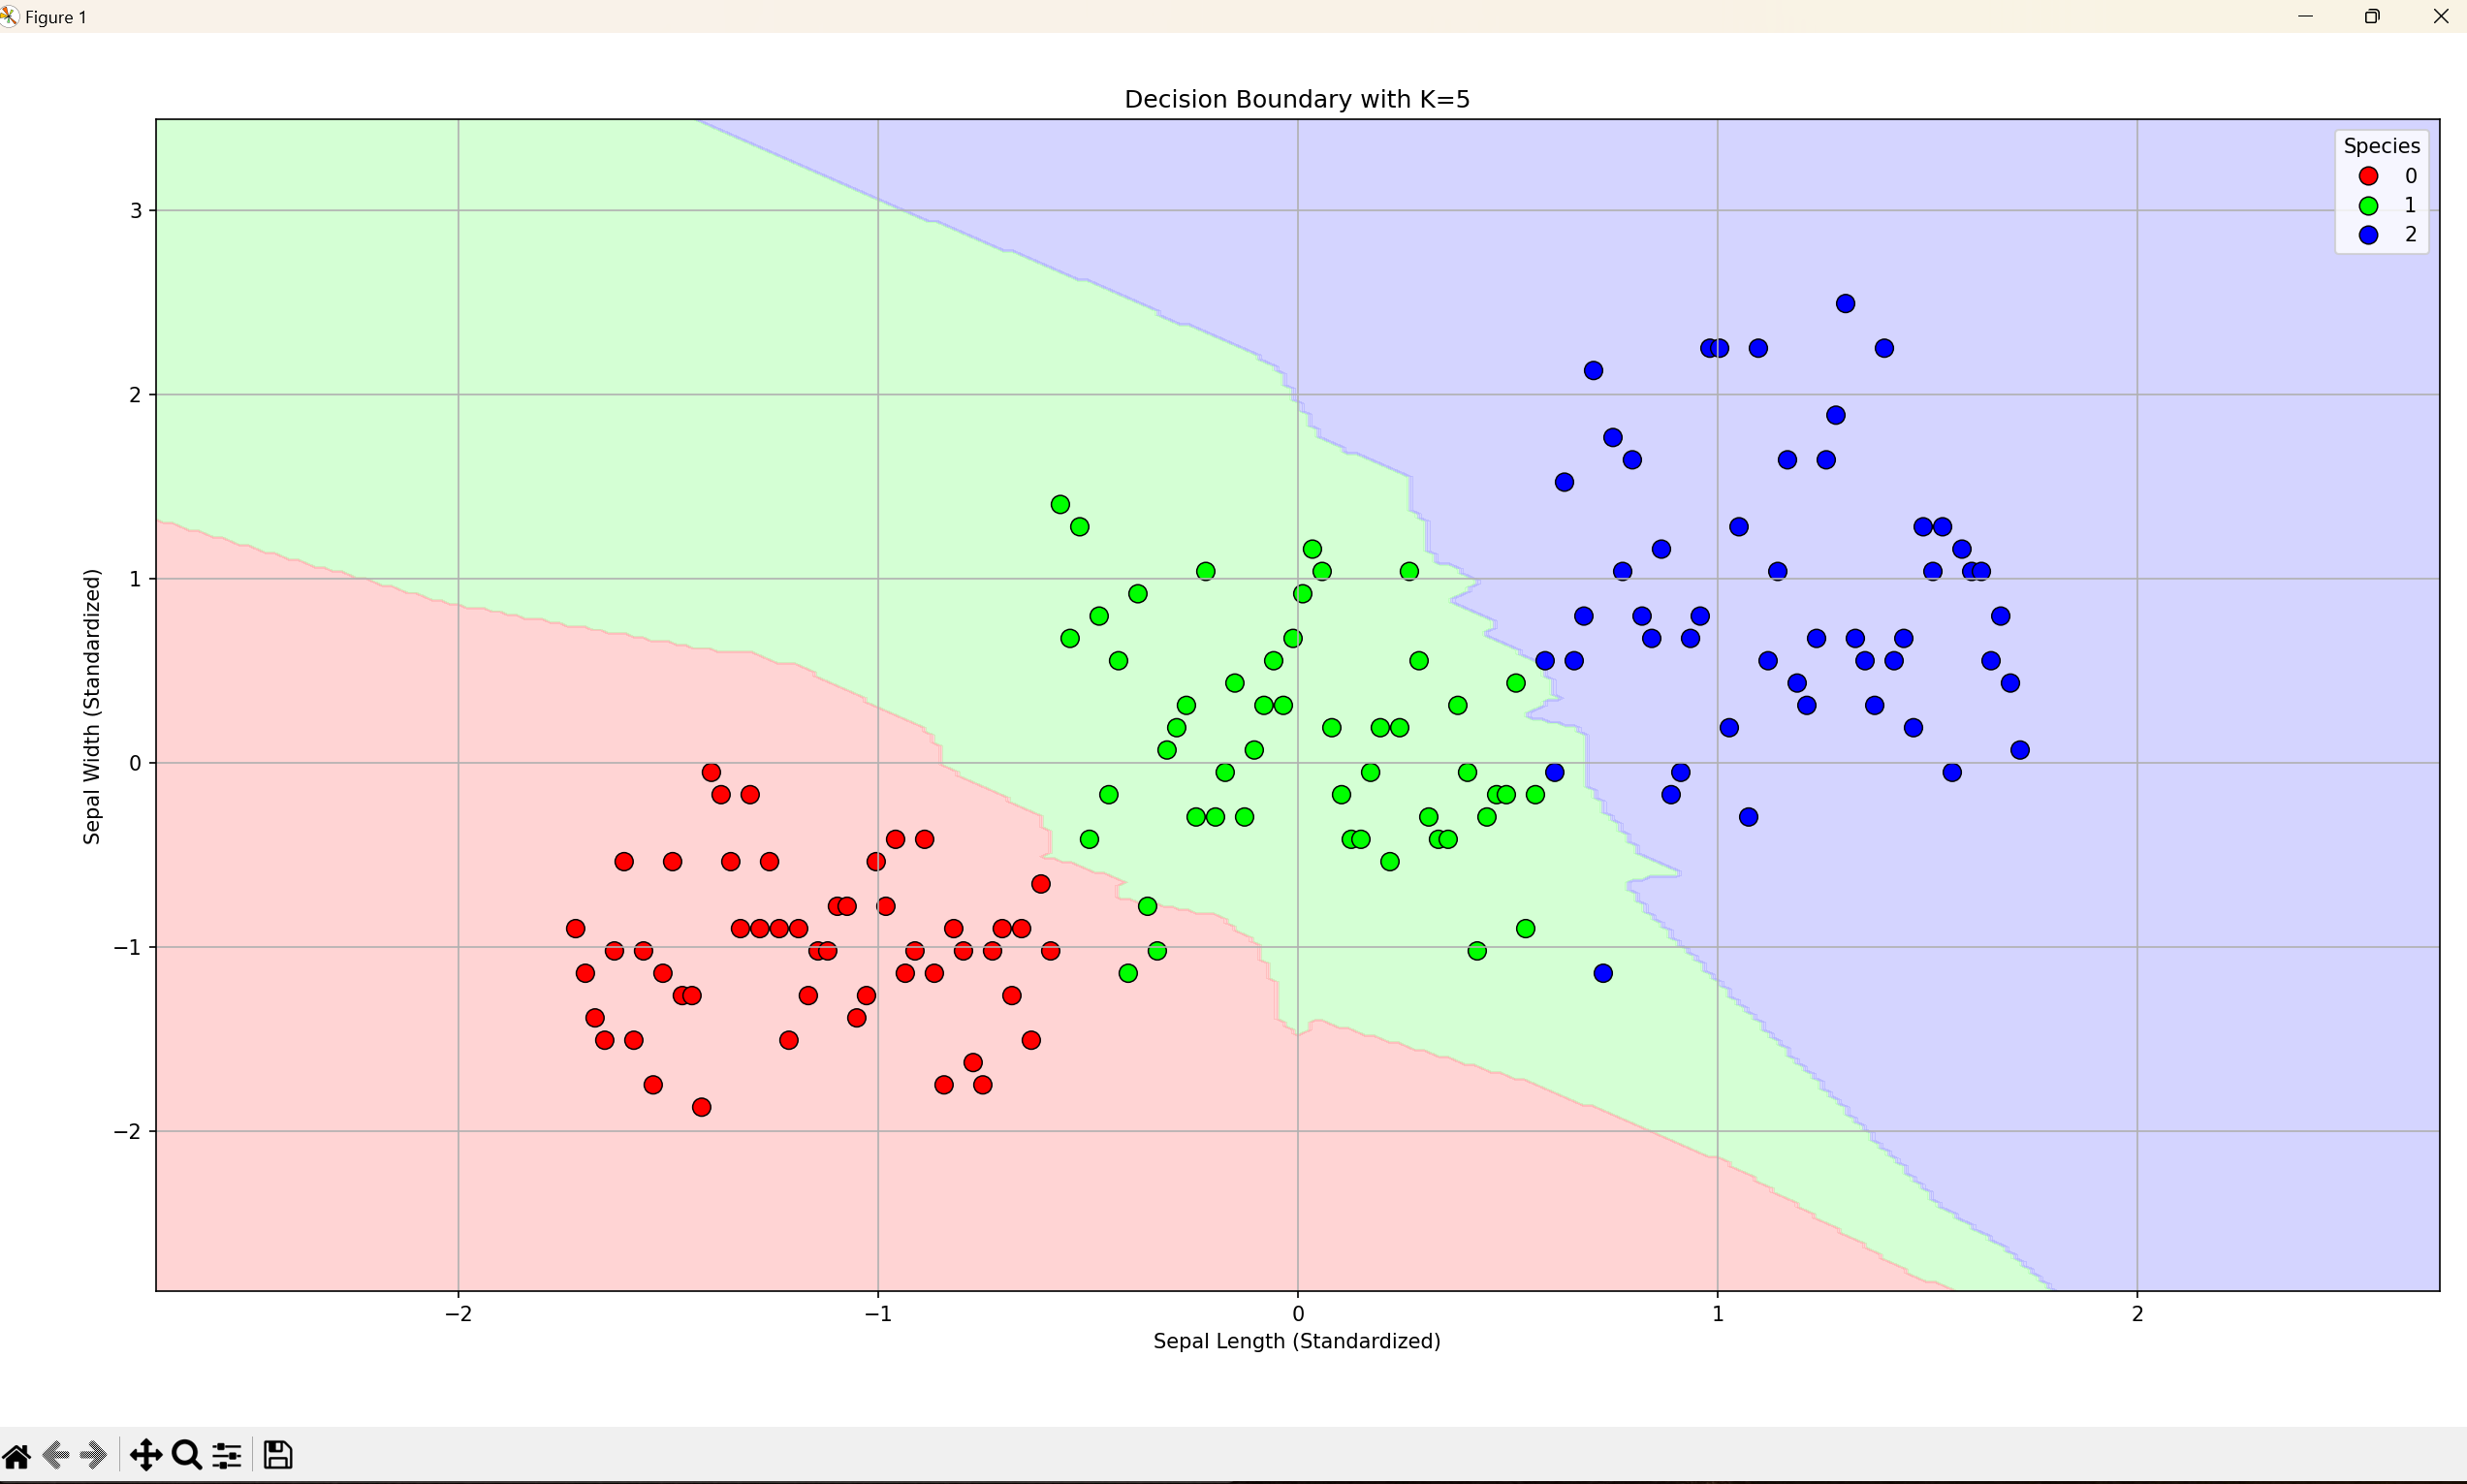 Figure 1
Decision Boundary with K=5
Species
0
1
2
3
2
1
0
−1
−2
Sepal Width (Standardized)
−2
−1
0
1
2
Sepal Length (Standardized)